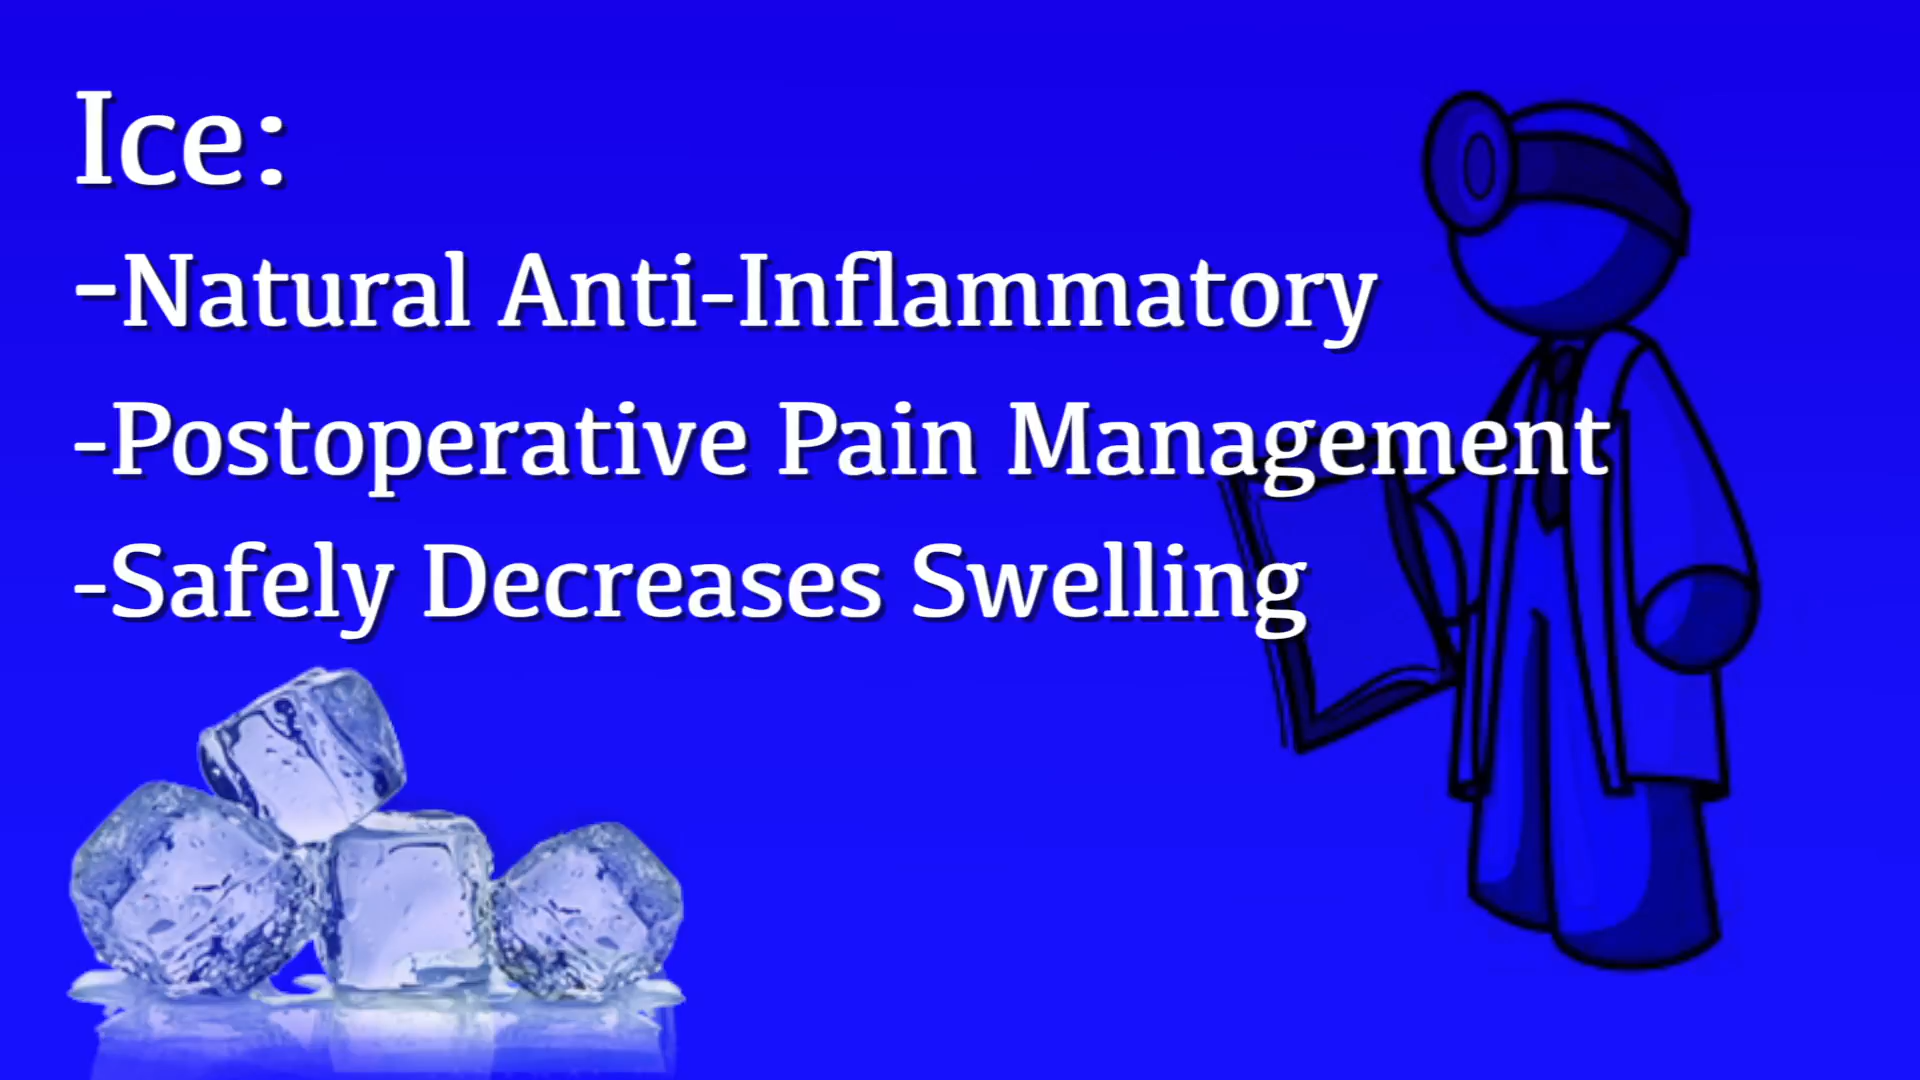 Ice:
-Natural Anti-Inflammatory
-Postoperative Pain Management
-Safely Decreases Swelling